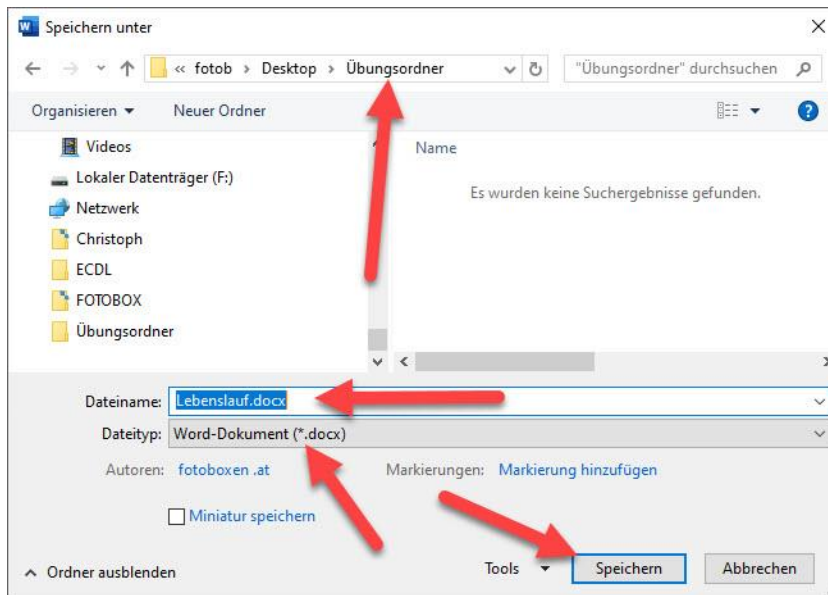 Speichern unter
« fotob › Desktop › Übungsordner
"Übungsordner" durchsuchen
Organisieren
Neuer Ordner
Videos
Lokaler Datenträger (F:)
Netzwerk
Christoph
ECDL
FOTOBOX
Übungsordner
Name
Es wurden keine Suchergebnisse gefunden.
Dateiname: Lebenslauf.docx
Dateityp: Word-Dokument (*.docx)
Autoren: fotoboxen .at
Markierungen: Markierung hinzufügen
Miniatur speichern
Ordner ausblenden
Tools
Speichern
Abbrechen